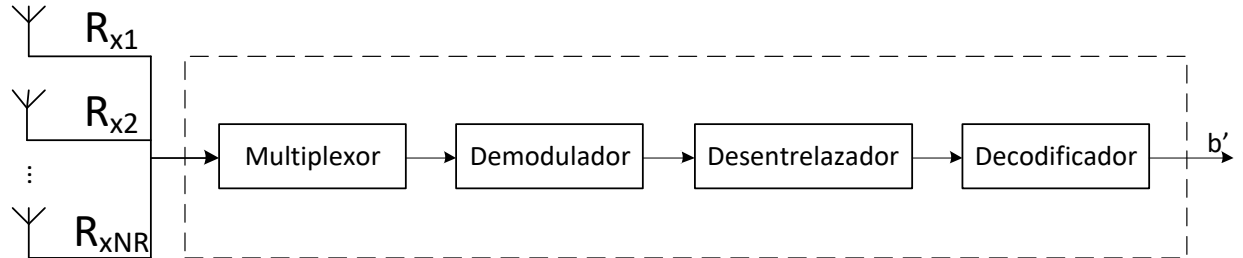 Rx1
Rx2
...
RxNR
Multiplexor
Demodulador
Desentrelazador
Decodificador
b’